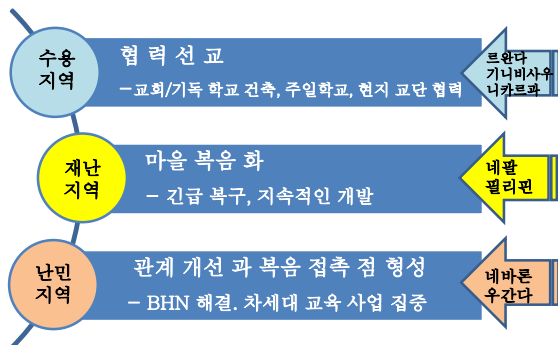 수용
지역
협 력 선 교
–교회/기독 학교 건축, 주일학교, 현지 교단 협력
르완다
기니비사우
니카르과
재난
지역
마을 복음 화
– 긴급 복구, 지속적인 개발
네팔
필리핀
난민
지역
관계 개선 과 복음 접촉 점 형성
– BHN 해결. 차세대 교육 사업 집중
네바론
우간다